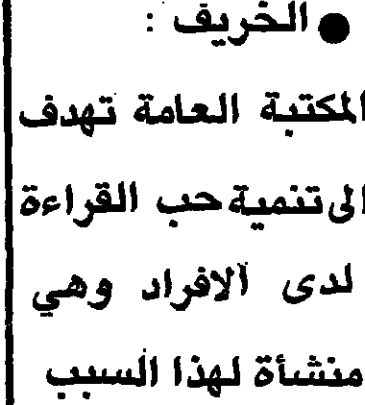 ● الخريف :
المكتبة العامة تهدف
الى تنمية حب القراءة
لدى الافراد وهي
منشأة لهذا السبب